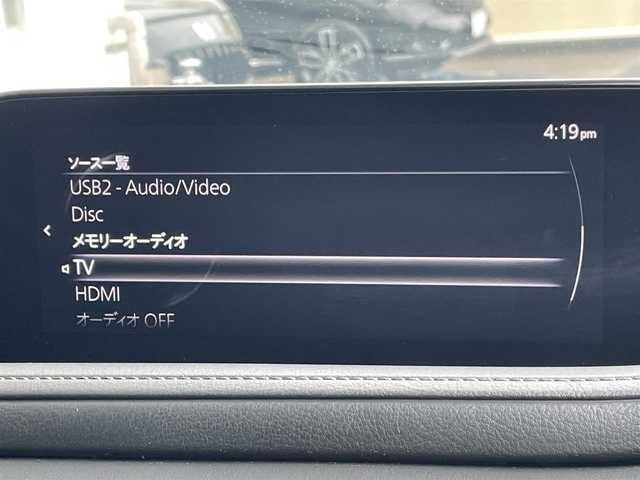 4:19pm
ソース一覧
USB2 - Audio/Video
Disc
メモリーオーディオ
TV
HDMI
オーディオ OFF